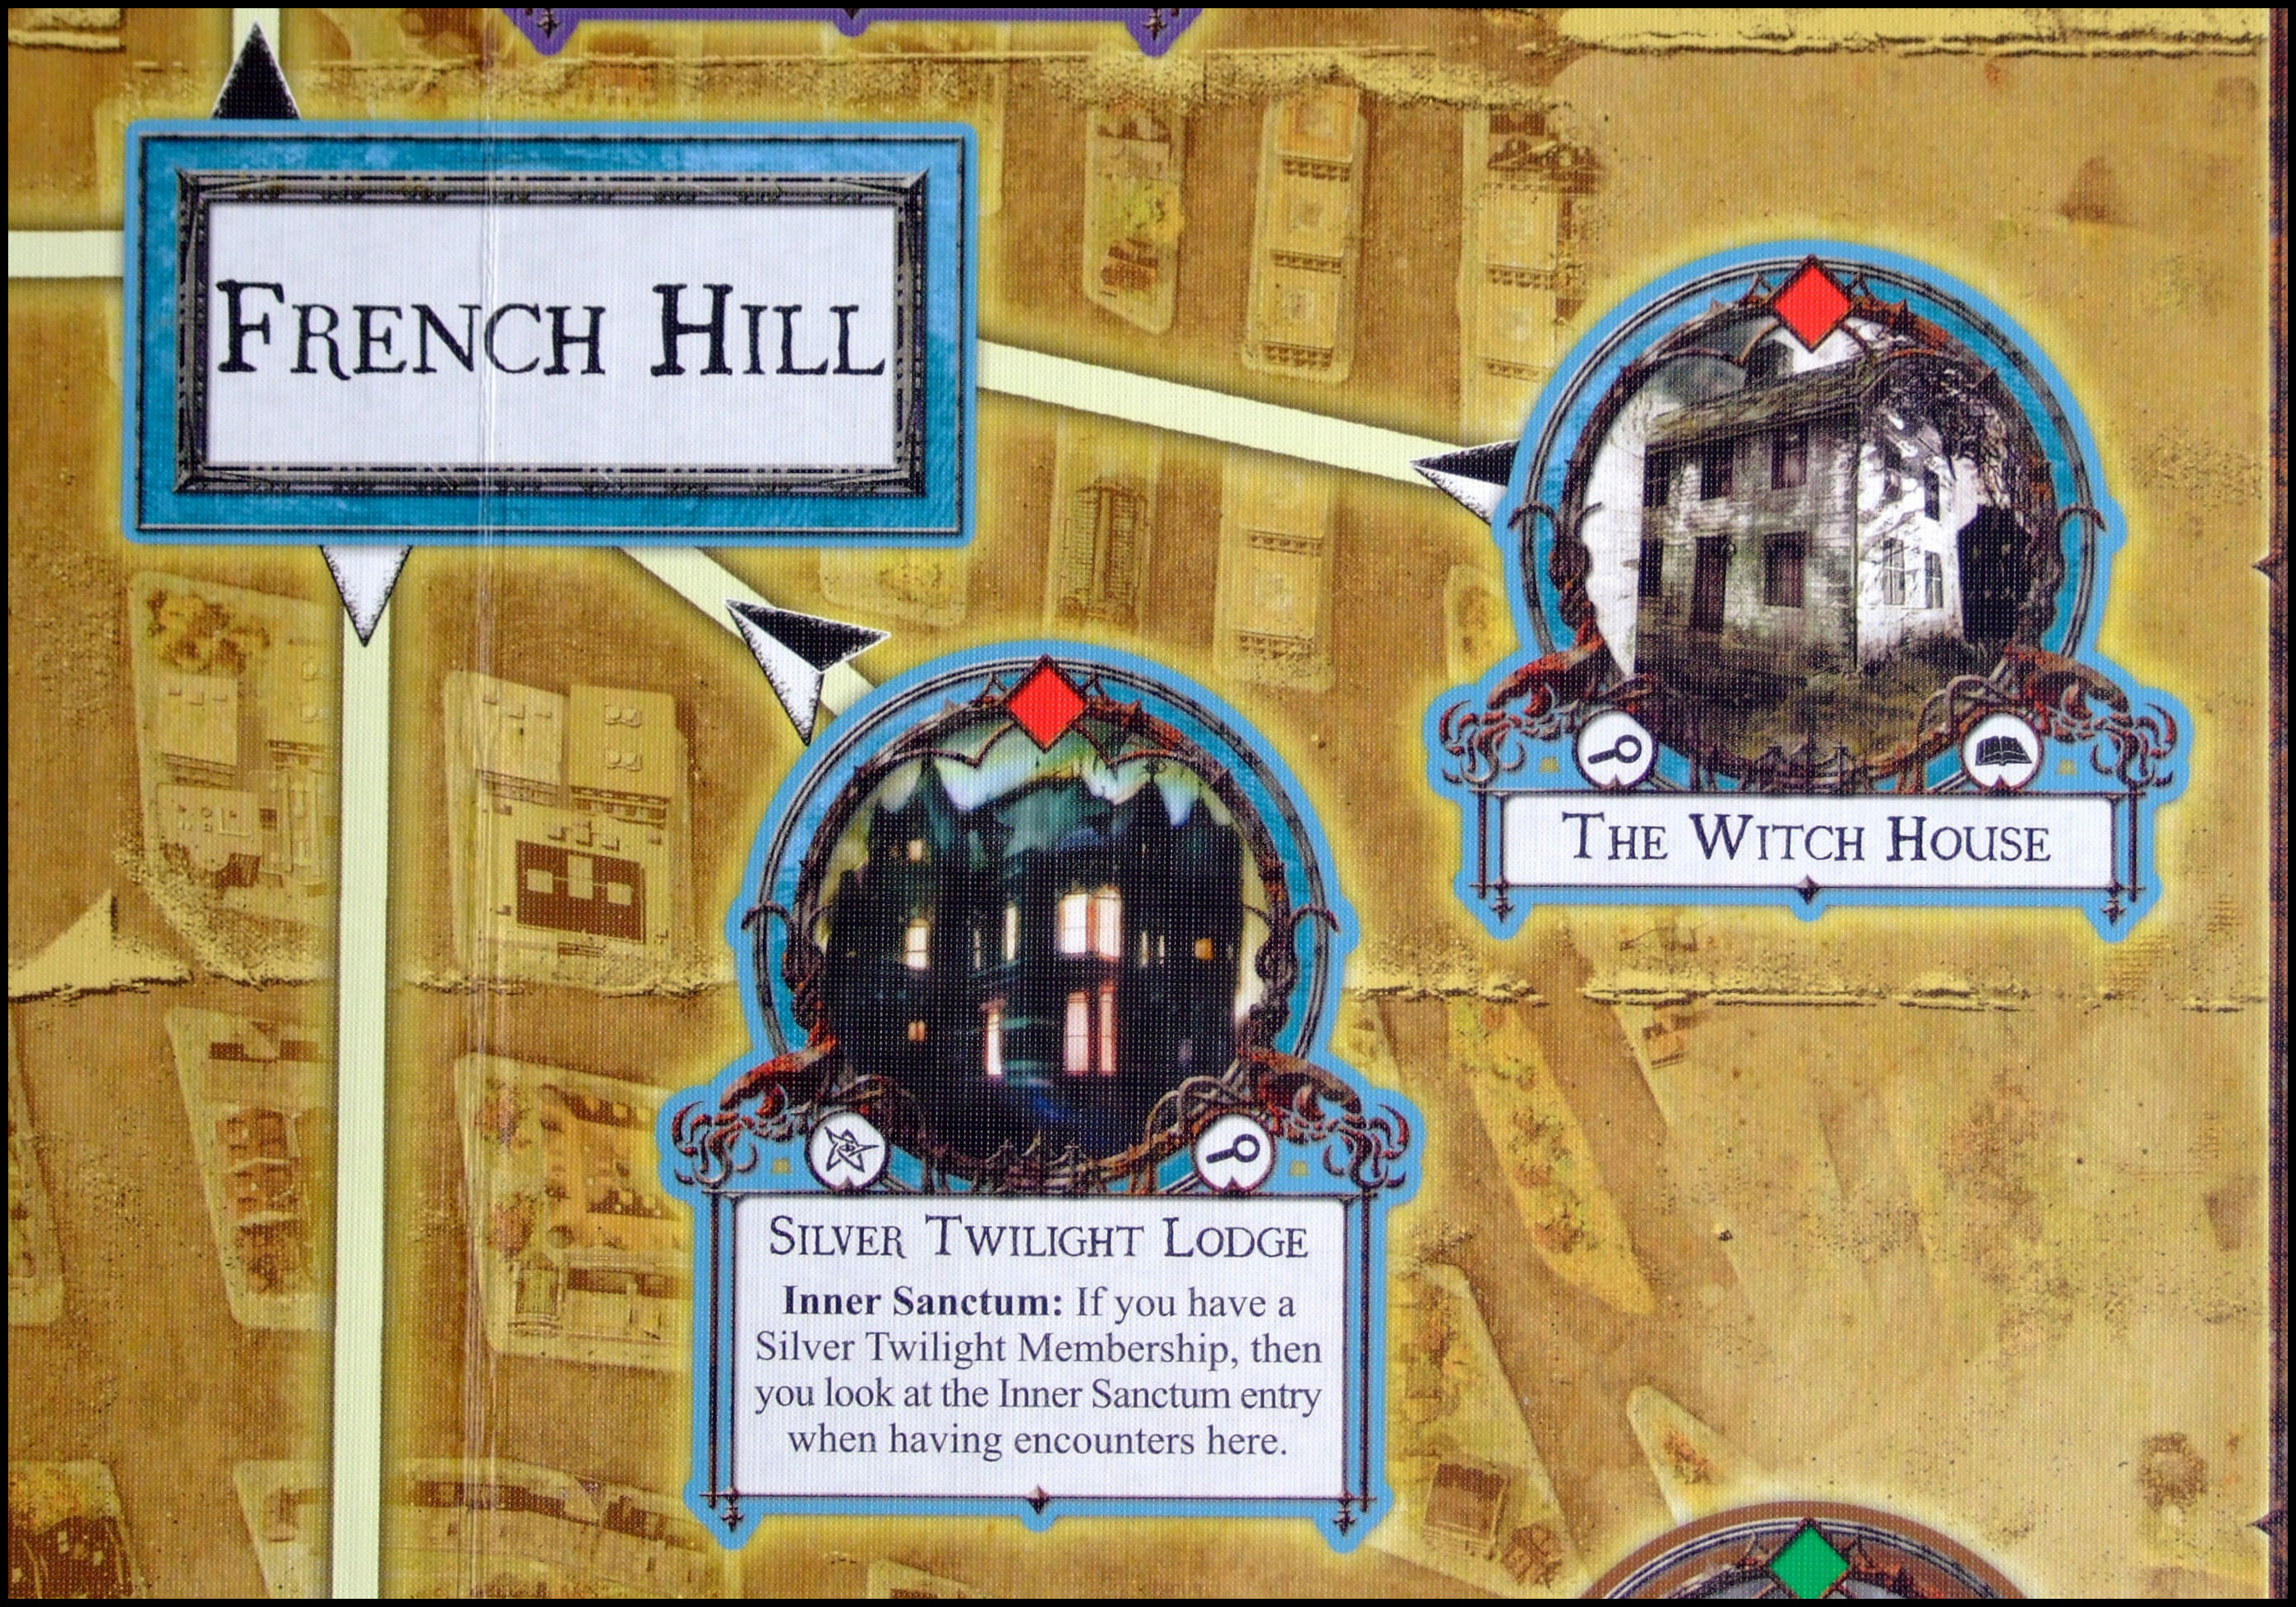 FRENCH HILL
THE WITCH HOUSE
SILVER TWILIGHT LODGE
Inner Sanctum: If you have a
Silver Twilight Membership, then
you look at the Inner Sanctum entry
when having encounters here.